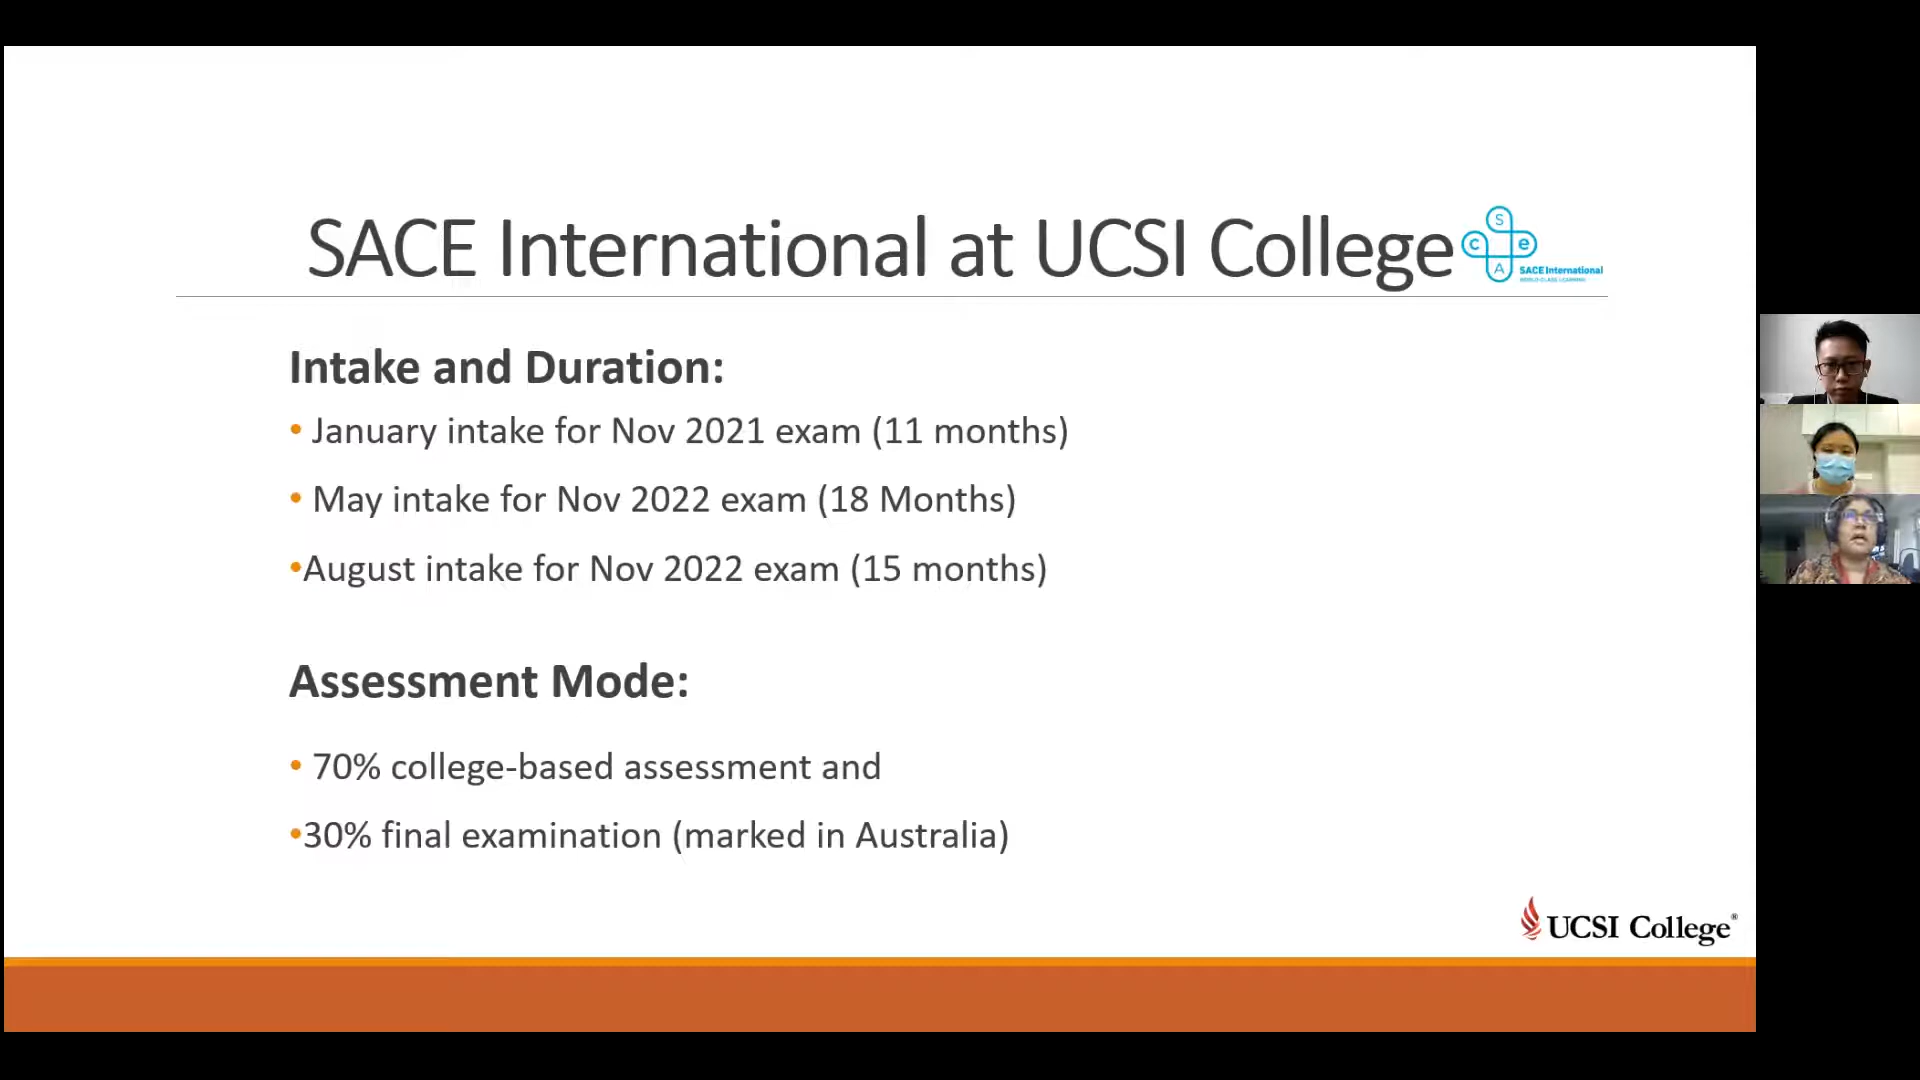 SACE International at UCSI College
S
C e
A
SACE International
WORLD CLASS LEARNING
Intake and Duration:
• January intake for Nov 2021 exam (11 months)
• May intake for Nov 2022 exam (18 Months)
•August intake for Nov 2022 exam (15 months)
Assessment Mode:
• 70% college-based assessment and
•30% final examination (marked in Australia)
UCSI College®